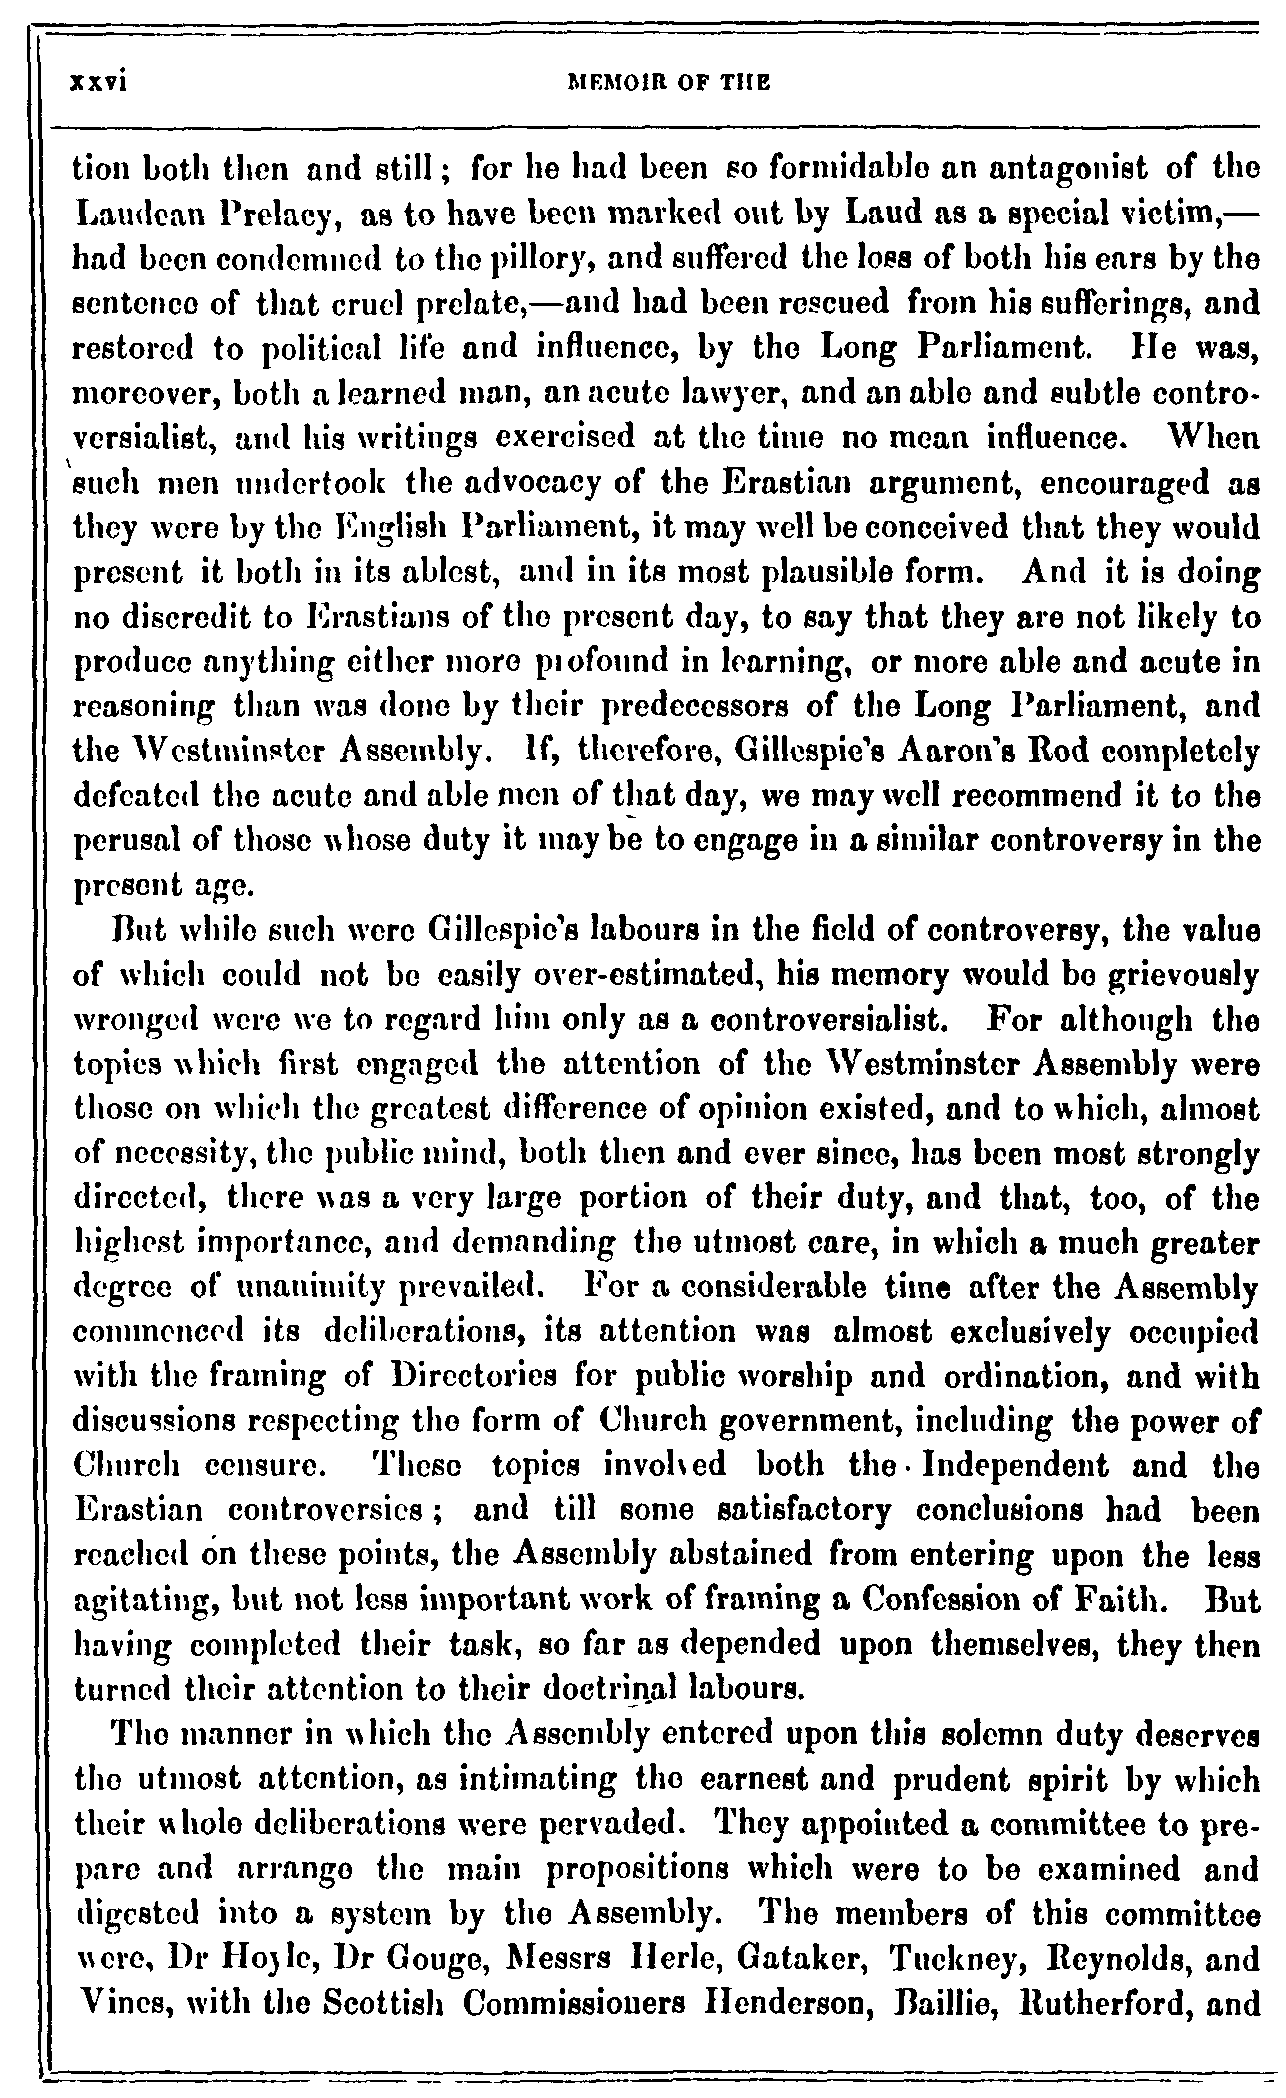 xxvi MEMOIR OF THE
tion both then and still; for he had been so formidable an antagonist of the
Laudean Prelacy, as to have been marked out by Laud as a special victim,—
had been condemned to the pillory, and suffered the loss of both his ears by the
sentence of that cruel prelate,—and had been rescued from his sufferings, and
restored to political life and influence, by the Long Parliament. He was,
moreover, both a learned man, an acute lawyer, and an able and subtle contro-
versialist, and his writings exercised at the time no mean influence. When
such men undertook the advocacy of the Erastian argument, encouraged as
they were by the English Parliament, it may well be conceived that they would
present it both in its ablest, and in its most plausible form. And it is doing
no discredit to Erastians of the present day, to say that they are not likely to
produce anything either more profound in learning, or more able and acute in
reasoning than was done by their predecessors of the Long Parliament, and
the Westminster Assembly. If, therefore, Gillespie's Aaron's Rod completely
defeated the acute and able men of that day, we may well recommend it to the
perusal of those whose duty it may be to engage in a similar controversy in the
present age.
But while such were Gillespie's labours in the field of controversy, the value
of which could not be easily over-estimated, his memory would be grievously
wronged were we to regard him only as a controversialist. For although the
topics which first engaged the attention of the Westminster Assembly were
those on which the greatest difference of opinion existed, and to which, almost
of necessity, the public mind, both then and ever since, has been most strongly
directed, there was a very large portion of their duty, and that, too, of the
highest importance, and demanding the utmost care, in which a much greater
degree of unanimity prevailed. For a considerable time after the Assembly
commenced its deliberations, its attention was almost exclusively occupied
with the framing of Directories for public worship and ordination, and with
discussions respecting the form of Church government, including the power of
Church censure. These topics involved both the Independent and the
Erastian controversies; and till some satisfactory conclusions had been
reached on these points, the Assembly abstained from entering upon the less
agitating, but not less important work of framing a Confession of Faith. But
having completed their task, so far as depended upon themselves, they then
turned their attention to their doctrinal labours.
The manner in which the Assembly entered upon this solemn duty deserves
the utmost attention, as intimating the earnest and prudent spirit by which
their whole deliberations were pervaded. They appointed a committee to pre-
pare and arrange the main propositions which were to be examined and
digested into a system by the Assembly. The members of this committee
were, Dr Hoyle, Dr Gouge, Messrs Herle, Gataker, Tuckney, Reynolds, and
Vines, with the Scottish Commissioners Henderson, Baillie, Rutherford, and